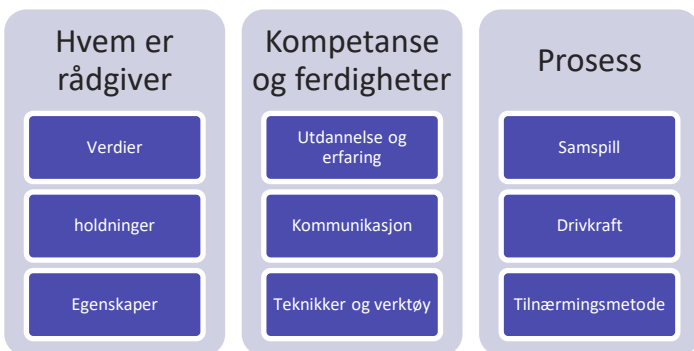 Hvem er
rådgiver
Verdier
holdninger
Egenskaper
Kompetanse
og ferdigheter
Utdannelse og
erfaring
Kommunikasjon
Teknikker og verktøy
Prosess
Samspill
Drivkraft
Tilnærmingsmetode